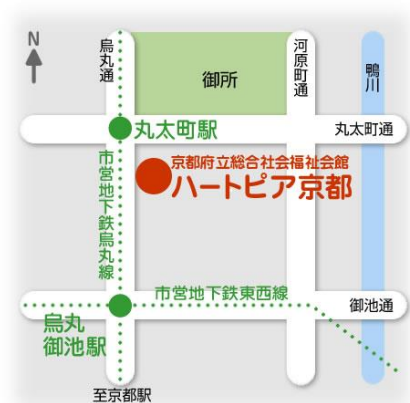 N
烏丸通
河原町通
鴨川
御所
丸太町駅
丸太町通
京都府立総合社会福祉会館
ハートピア京都
市営地下鉄烏丸線
市営地下鉄東西線
御池通
烏丸
御池駅
至京都駅